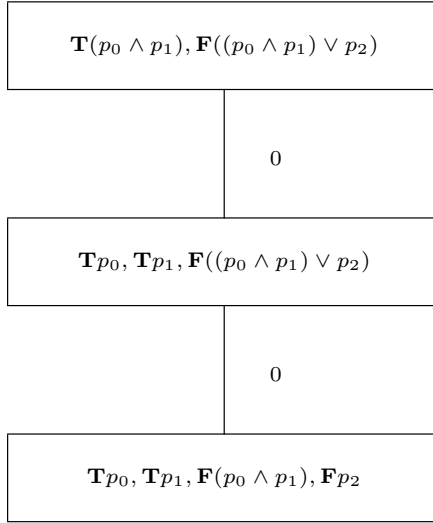 𝐓(p₀ ∧ p₁), 𝐅((p₀ ∧ p₁) ∨ p₂)
0
𝐓p₀, 𝐓p₁, 𝐅((p₀ ∧ p₁) ∨ p₂)
0
𝐓p₀, 𝐓p₁, 𝐅(p₀ ∧ p₁), 𝐅p₂